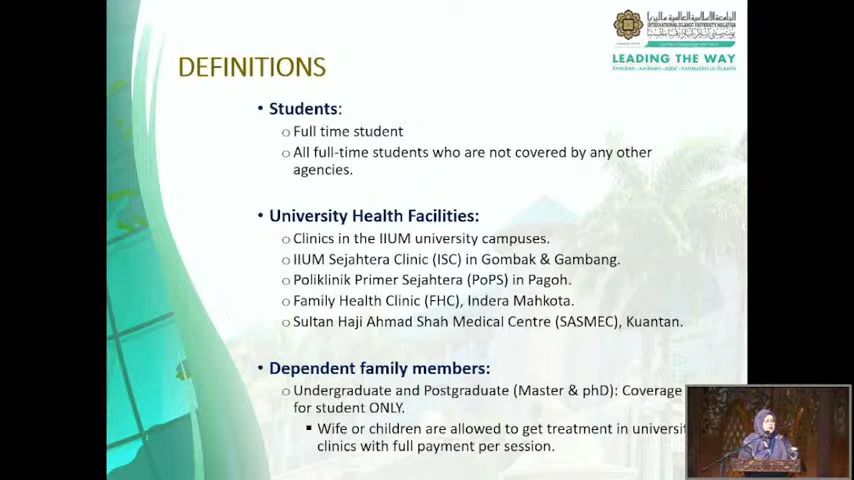 INTERNATIONAL ISLAMIC UNIVERSITY MALAYSIA
LEADING THE WAY
DEFINITIONS
• Students:
Full time student
All full-time students who are not covered by any other
agencies.
• University Health Facilities:
Clinics in the IIUM university campuses.
IIUM Sejahtera Clinic (ISC) in Gombak & Gambang.
Poliklinik Primer Sejahtera (PoPS) in Pagoh.
Family Health Clinic (FHC), Indera Mahkota.
Sultan Haji Ahmad Shah Medical Centre (SASMEC), Kuantan.
• Dependent family members:
Undergraduate and Postgraduate (Master & phD): Coverage
for student ONLY.
Wife or children are allowed to get treatment in universit
clinics with full payment per session.